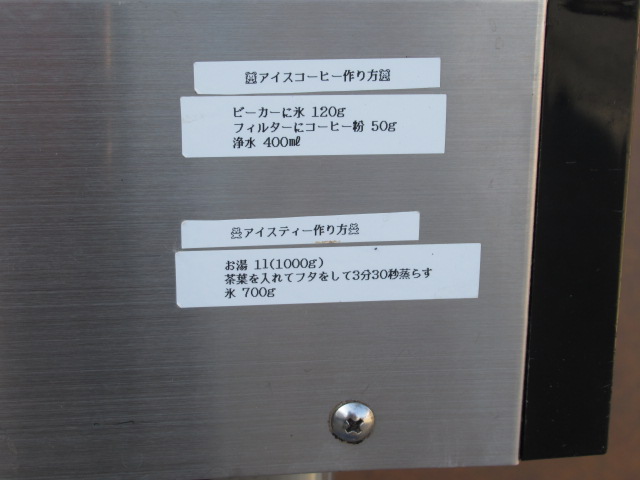 アイスコーヒー作り方
ビーカーに氷 120g
フィルターにコーヒー粉 50g
浄水 400㎖
アイスティー作り方
お湯 1l(1000g)
茶葉を入れてフタをして3分30秒蒸らす
氷 700g